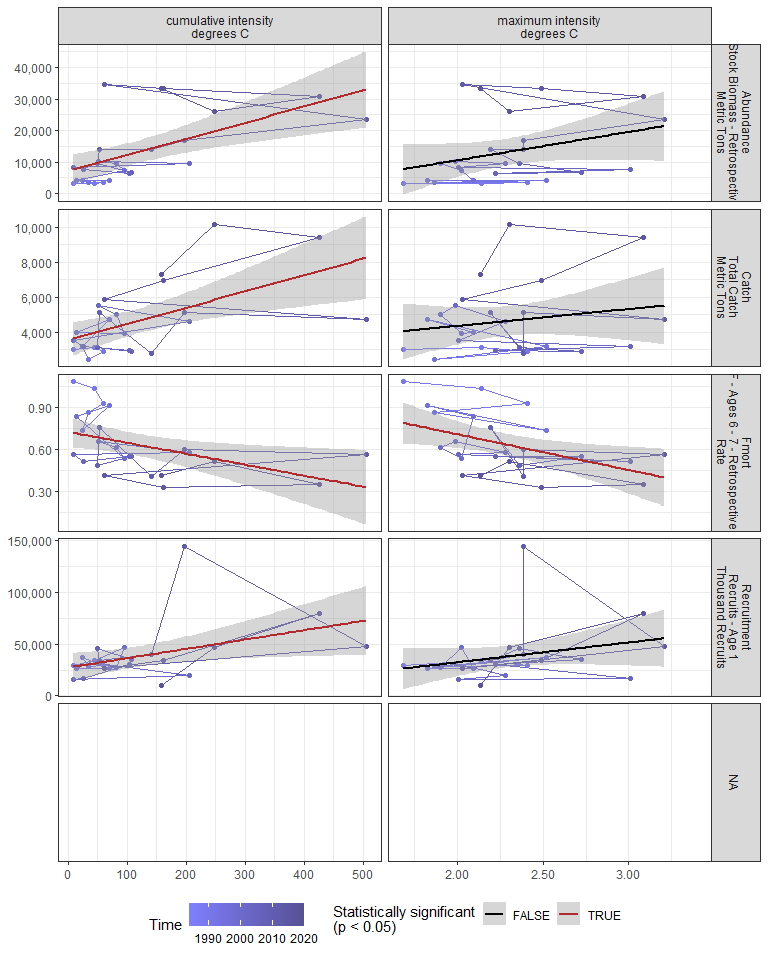 cumulative intensity
degrees C
maximum intensity
degrees C
40,000
30,000
20,000
10,000
0
Abundance
Stock Biomass - Retrospectiv
Metric Tons
10,000
8,000
6,000
4,000
Catch
Total Catch
Metric Tons
0.90
0.60
0.30
Fmort
F - Ages 6 - 7 - Retrospective
Rate
150,000
100,000
50,000
0
Recruitment
Recruits - Age 1
Thousand Recruits
NA
0
100
200
300
400
500
2.00
2.50
3.00
Time
1990 2000 2010 2020
Statistically significant
(p < 0.05)
FALSE
TRUE